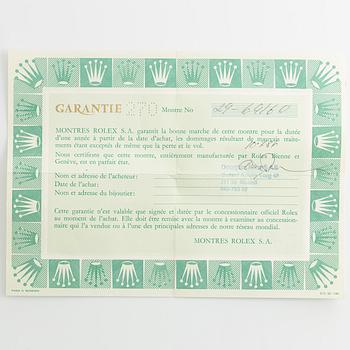 GARANTIE 270 Montre No 29-69160
MONTRES ROLEX S.A. garantit la bonne marche de cette montre pour la durée
d'une année à partir de la date d'achat, les dommages résultant de mauvais traite-
ments étant exceptés de même que la perte et le vol.
Nous certifions que cette montre, entièrement manufacturée par Rolex Bienne et
Genève, est en parfait état.
Nom et adresse de l'acheteur:
Date de l'achat:
Nom et adresse du bijoutier:
Cette garantie n'est valable que signée et datée par le concessionnaire officiel Rolex
au moment de l'achat. Elle doit être remise avec la montre à examiner au concession-
naire qui l'a vendue ou à l'une des principales adresses de notre réseau mondial.
MONTRES ROLEX S.A.